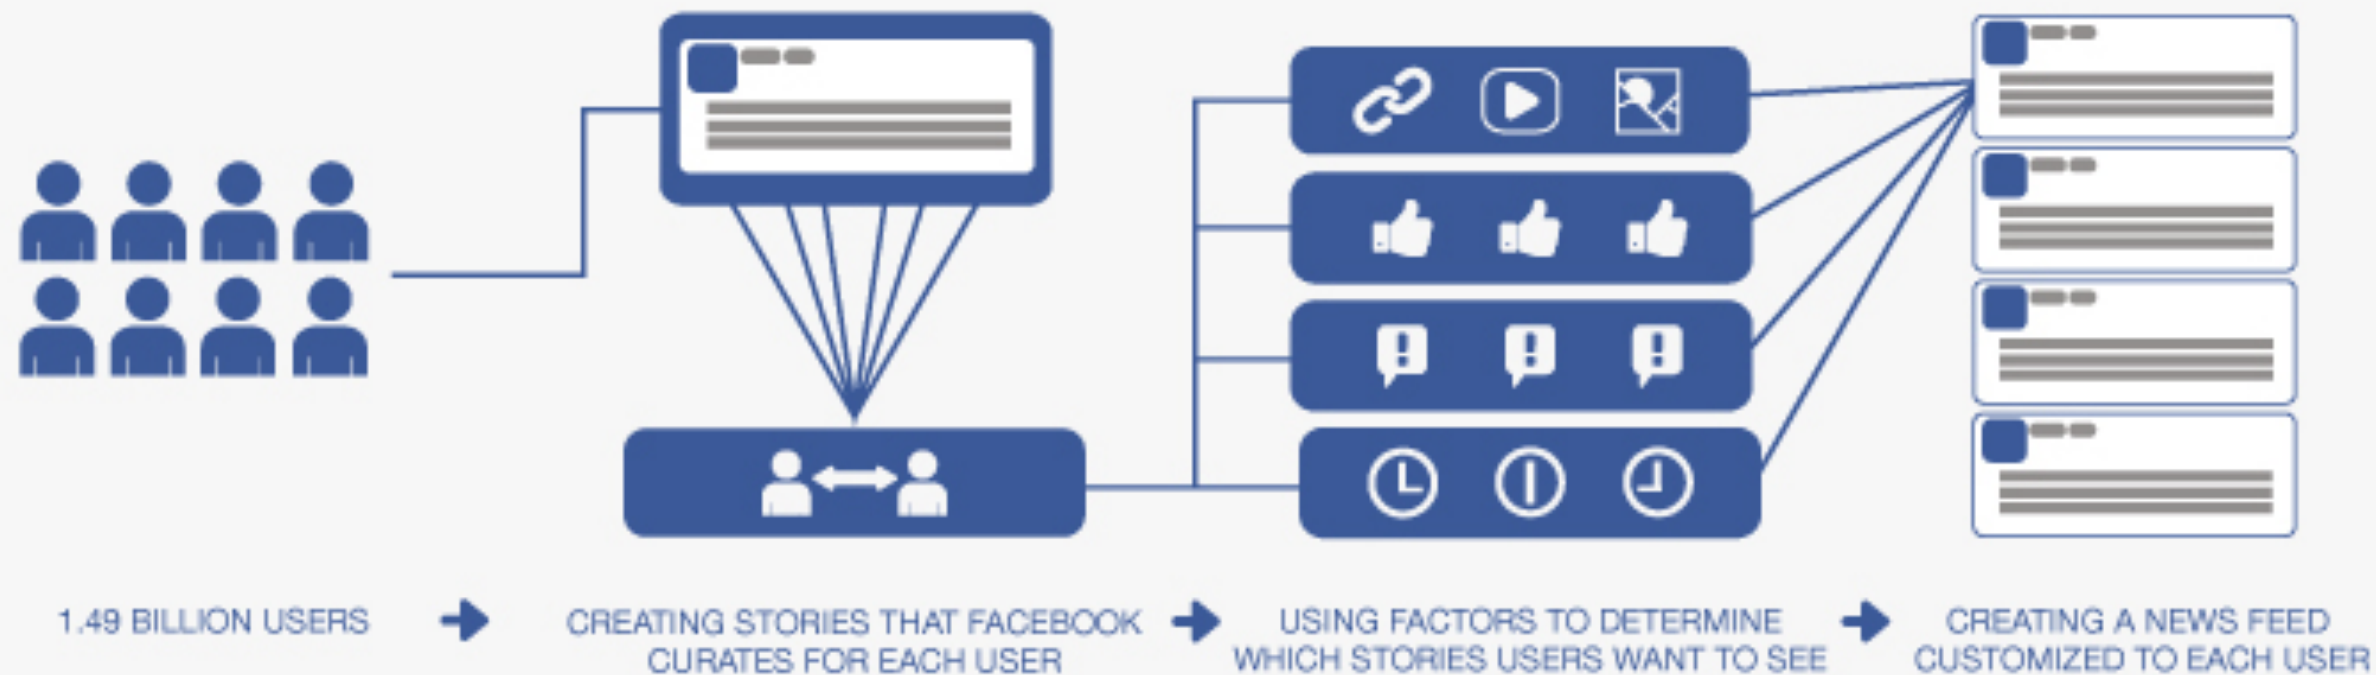 1.49 BILLION USERS
CREATING STORIES THAT FACEBOOK
CURATES FOR EACH USER
USING FACTORS TO DETERMINE
WHICH STORIES USERS WANT TO SEE
CREATING A NEWS FEED
CUSTOMIZED TO EACH USER